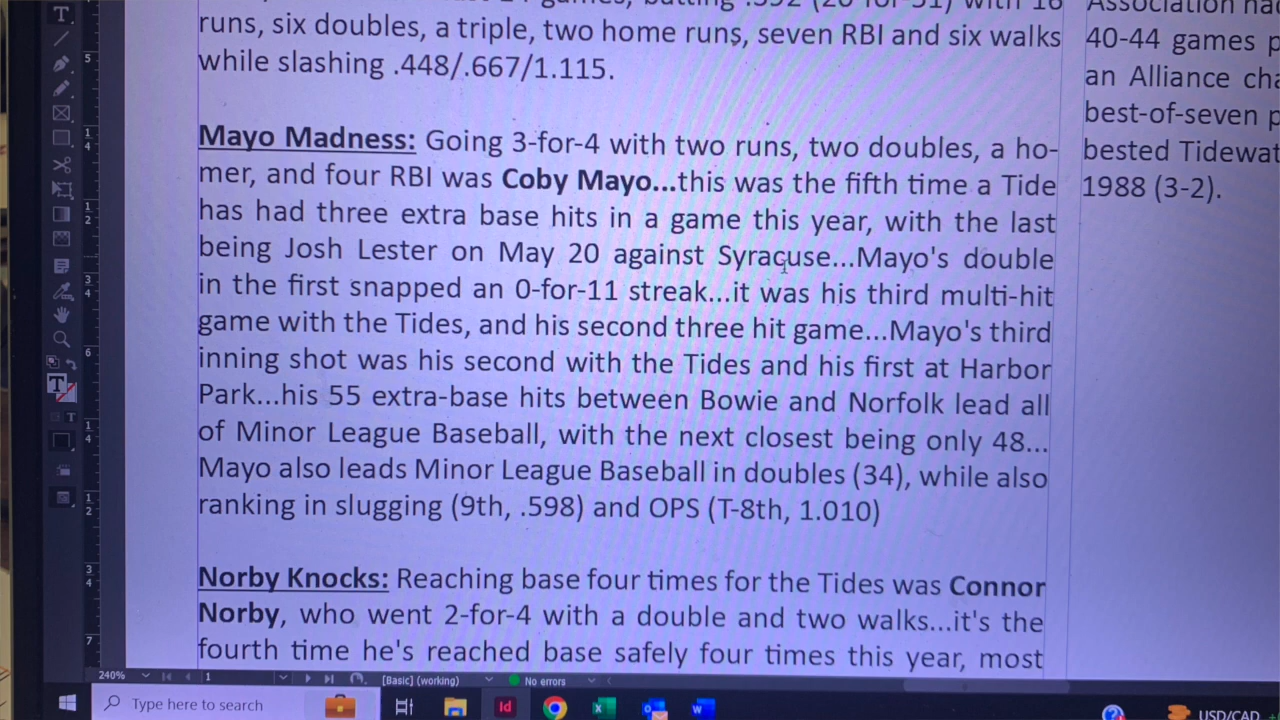 runs, six doubles, a triple, two home runs, seven RBI and six walks
while slashing .448/.667/1.115.
Mayo Madness: Going 3-for-4 with two runs, two doubles, a ho-
mer, and four RBI was Coby Mayo...this was the fifth time a Tide
has had three extra base hits in a game this year, with the last
being Josh Lester on May 20 against Syracuse...Mayo's double
in the first snapped an 0-for-11 streak...it was his third multi-hit
game with the Tides, and his second three hit game...Mayo's third
inning shot was his second with the Tides and his first at Harbor
Park...his 55 extra-base hits between Bowie and Norfolk lead all
of Minor League Baseball, with the next closest being only 48...
Mayo also leads Minor League Baseball in doubles (34), while also
ranking in slugging (9th, .598) and OPS (T-8th, 1.010)
Norby Knocks: Reaching base four times for the Tides was Connor
Norby, who went 2-for-4 with a double and two walks...it's the
fourth time he's reached base safely four times this year, most
Association had
40-44 games p
an Alliance cha
best-of-seven p
bested Tidewat
1988 (3-2).
240%
1
[Basic] (working)
No errors
Type here to search
Id
USD/CAD